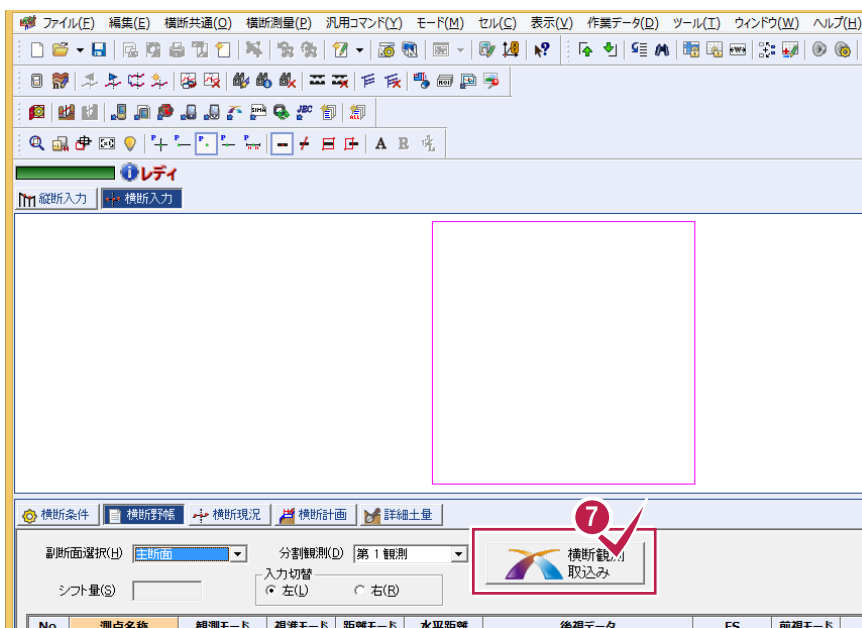 ファイル(F) 編集(E) 横断共通(O) 横断測量(P) 汎用コマンド(Y) モード(M) セル(C) 表示(V) 作業データ(D) ツール(T) ウィンドウ(W) ヘルプ(H)
レディ
縦断入力 横断入力
横断条件 横断野帳 横断現況 横断計画 詳細土量
7
副断面選択(H) 主断面 分割観測(D) 第 1 観測
横断観測
取込み
シフト量(S) 入力切替
左(L) 右(R)
No 測点名称 観測モード 視準モード 距離モード 水平距離 後視データ FS 前視モード